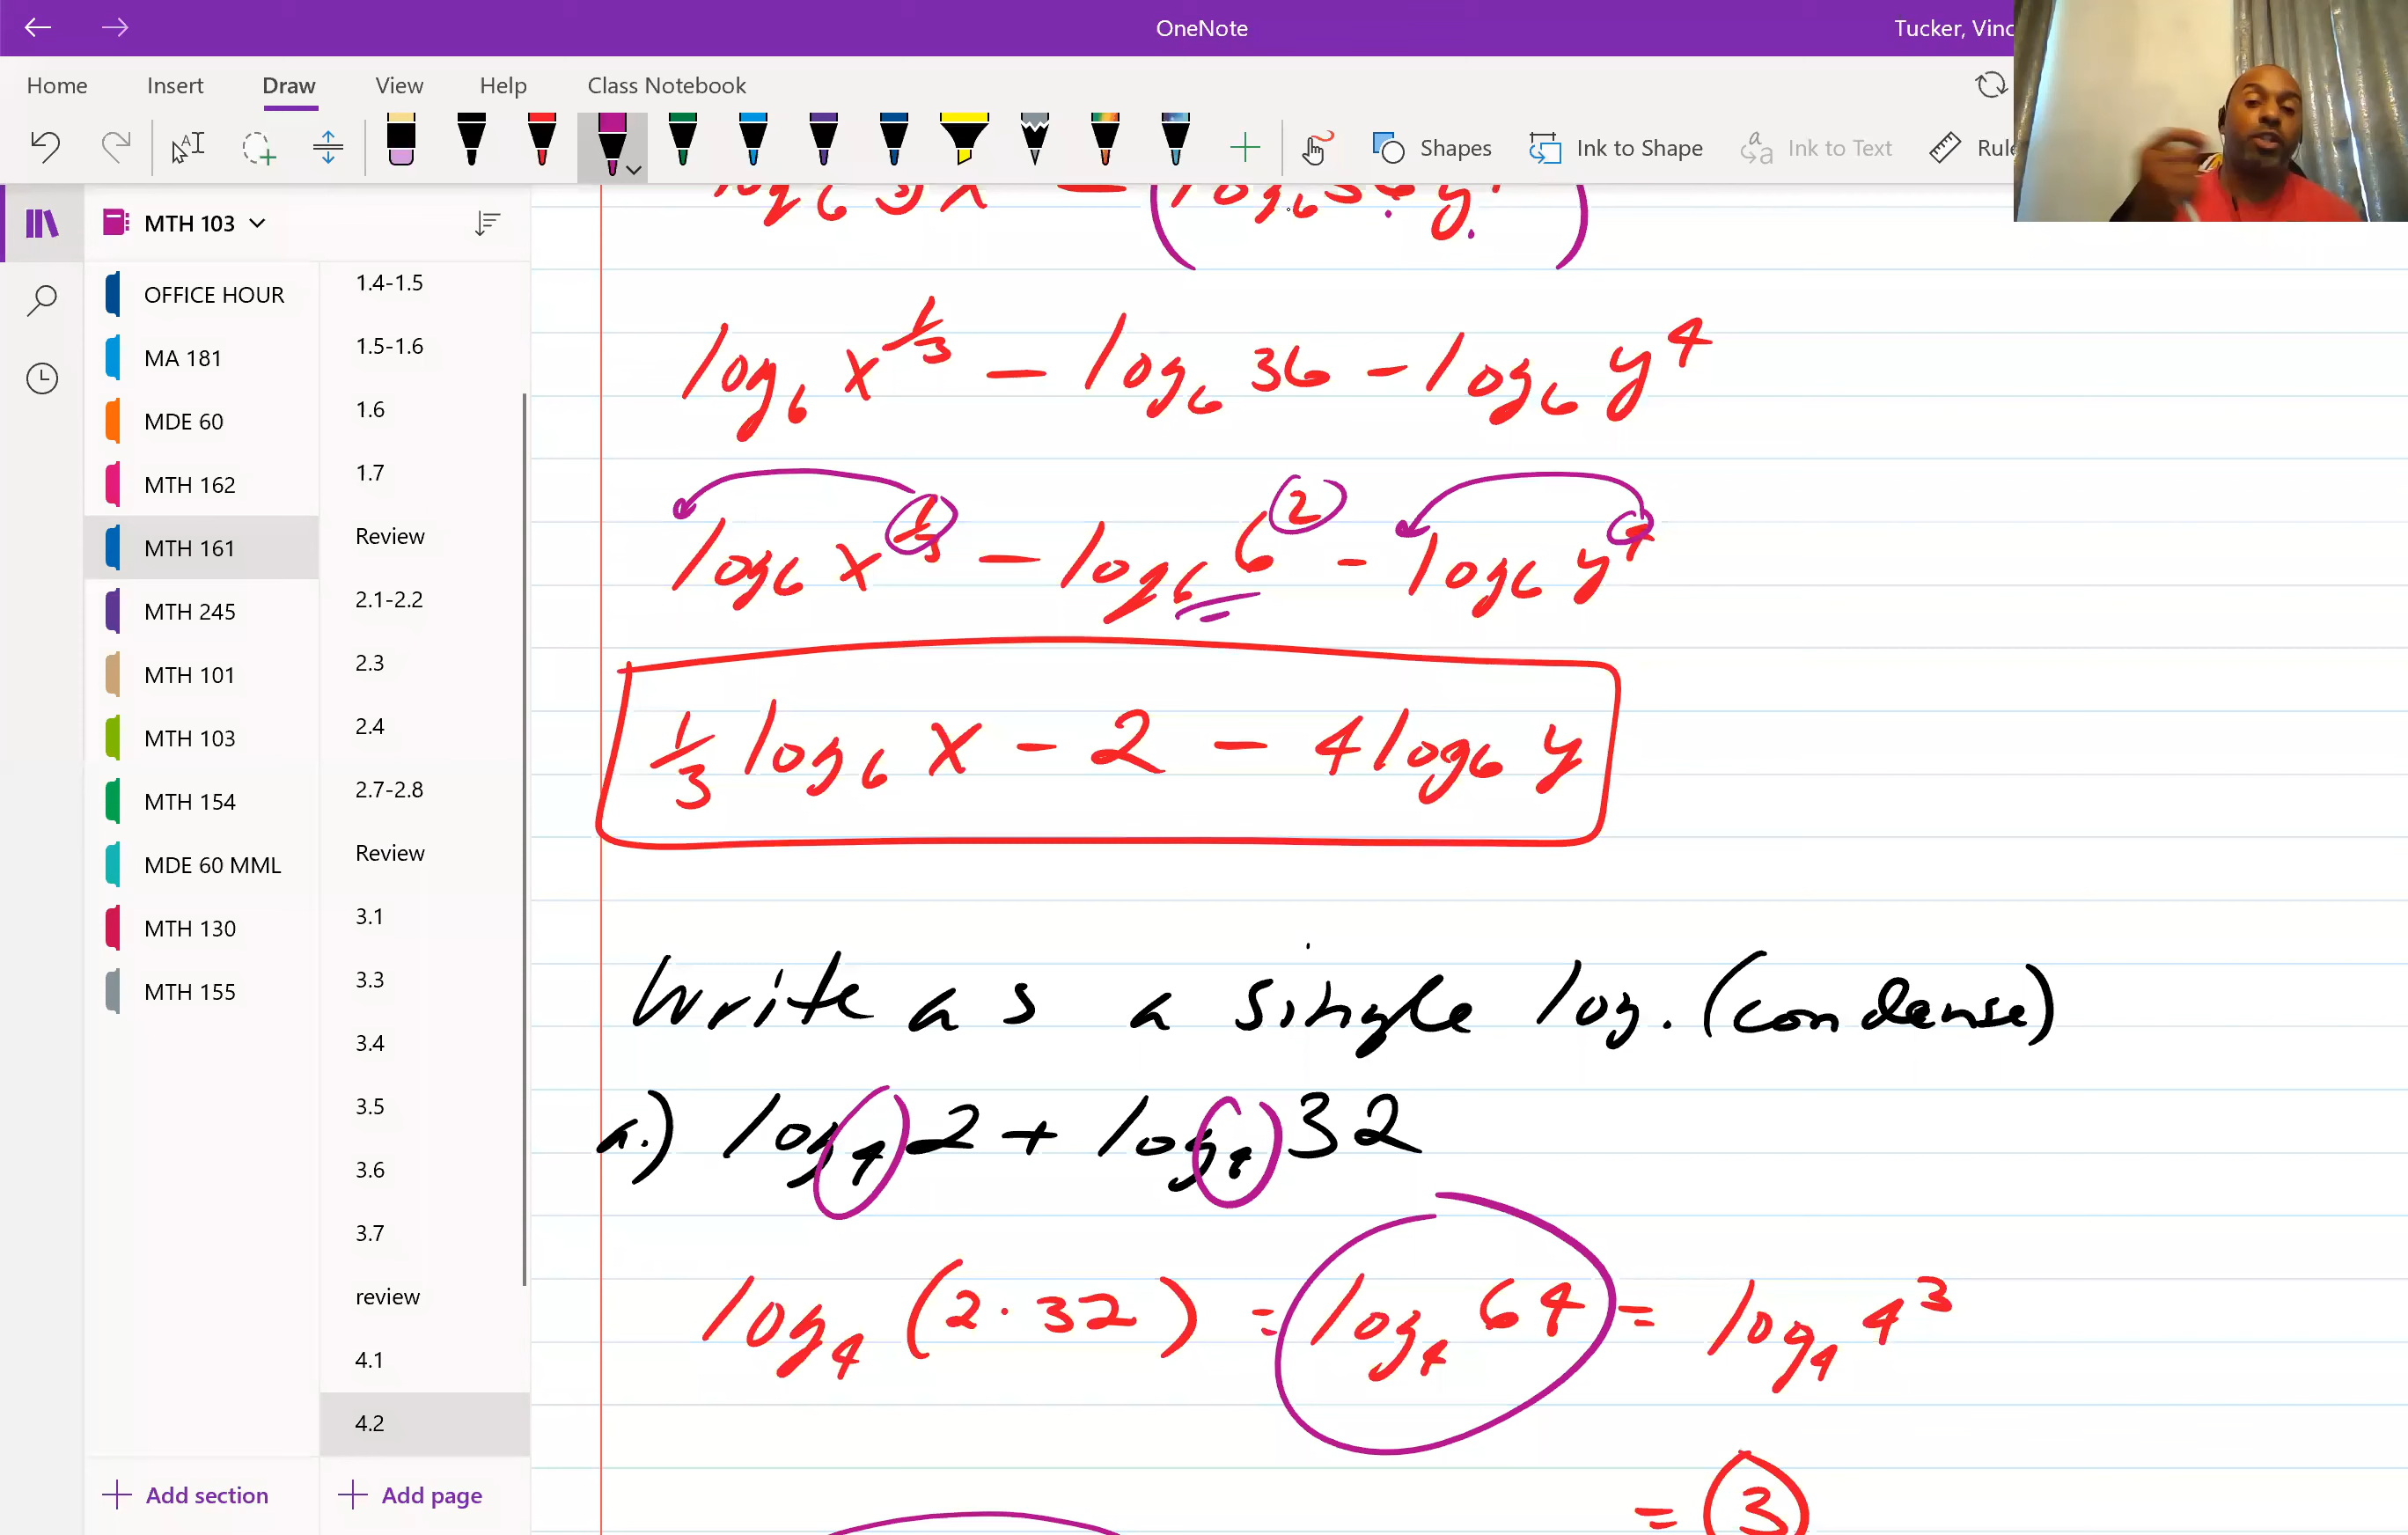 OneNote
Tucker, Vinc
Home Insert Draw View Help Class Notebook
Shapes Ink to Shape Ink to Text Rule
MTH 103
OFFICE HOUR
MA 181
MDE 60
MTH 162
MTH 161
MTH 245
MTH 101
MTH 103
MTH 154
MDE 60 MML
MTH 130
MTH 155
Add section
1.4-1.5
1.5-1.6
1.6
1.7
Review
2.1-2.2
2.3
2.4
2.7-2.8
Review
3.1
3.3
3.4
3.5
3.6
3.7
review
4.1
4.2
Add page
log₆ x^(1/3) − log₆ 36 − log₆ y⁴
log₆ x^(1/3) − log₆ 6² − log₆ y⁴
1/3 log₆ x − 2 − 4 log₆ y
Write as a single log. (condense)
a.) log₄ 2 + log₄ 32
log₄ (2 · 32) = log₄ 64 = log₄ 4³
= 3